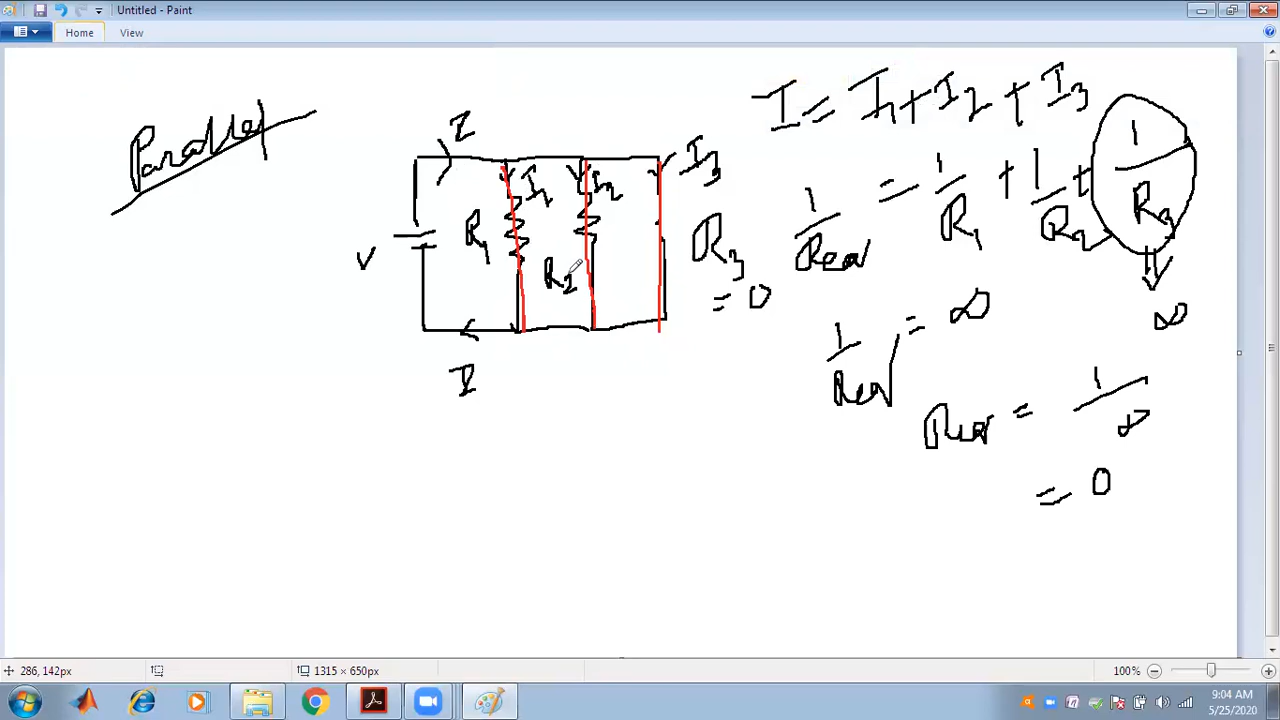 Untitled - Paint
Home View
Parallel
I
I1 I2 I3
R1 R2 R3
= 0
V
I
I = I1 + I2 + I3
1/Req = 1/R1 + 1/R2 + 1/R3
∞
1/Req = ∞
Req = 1/∞
= 0
286, 142px 1315 × 650px 100%
9:04 AM
5/25/2020